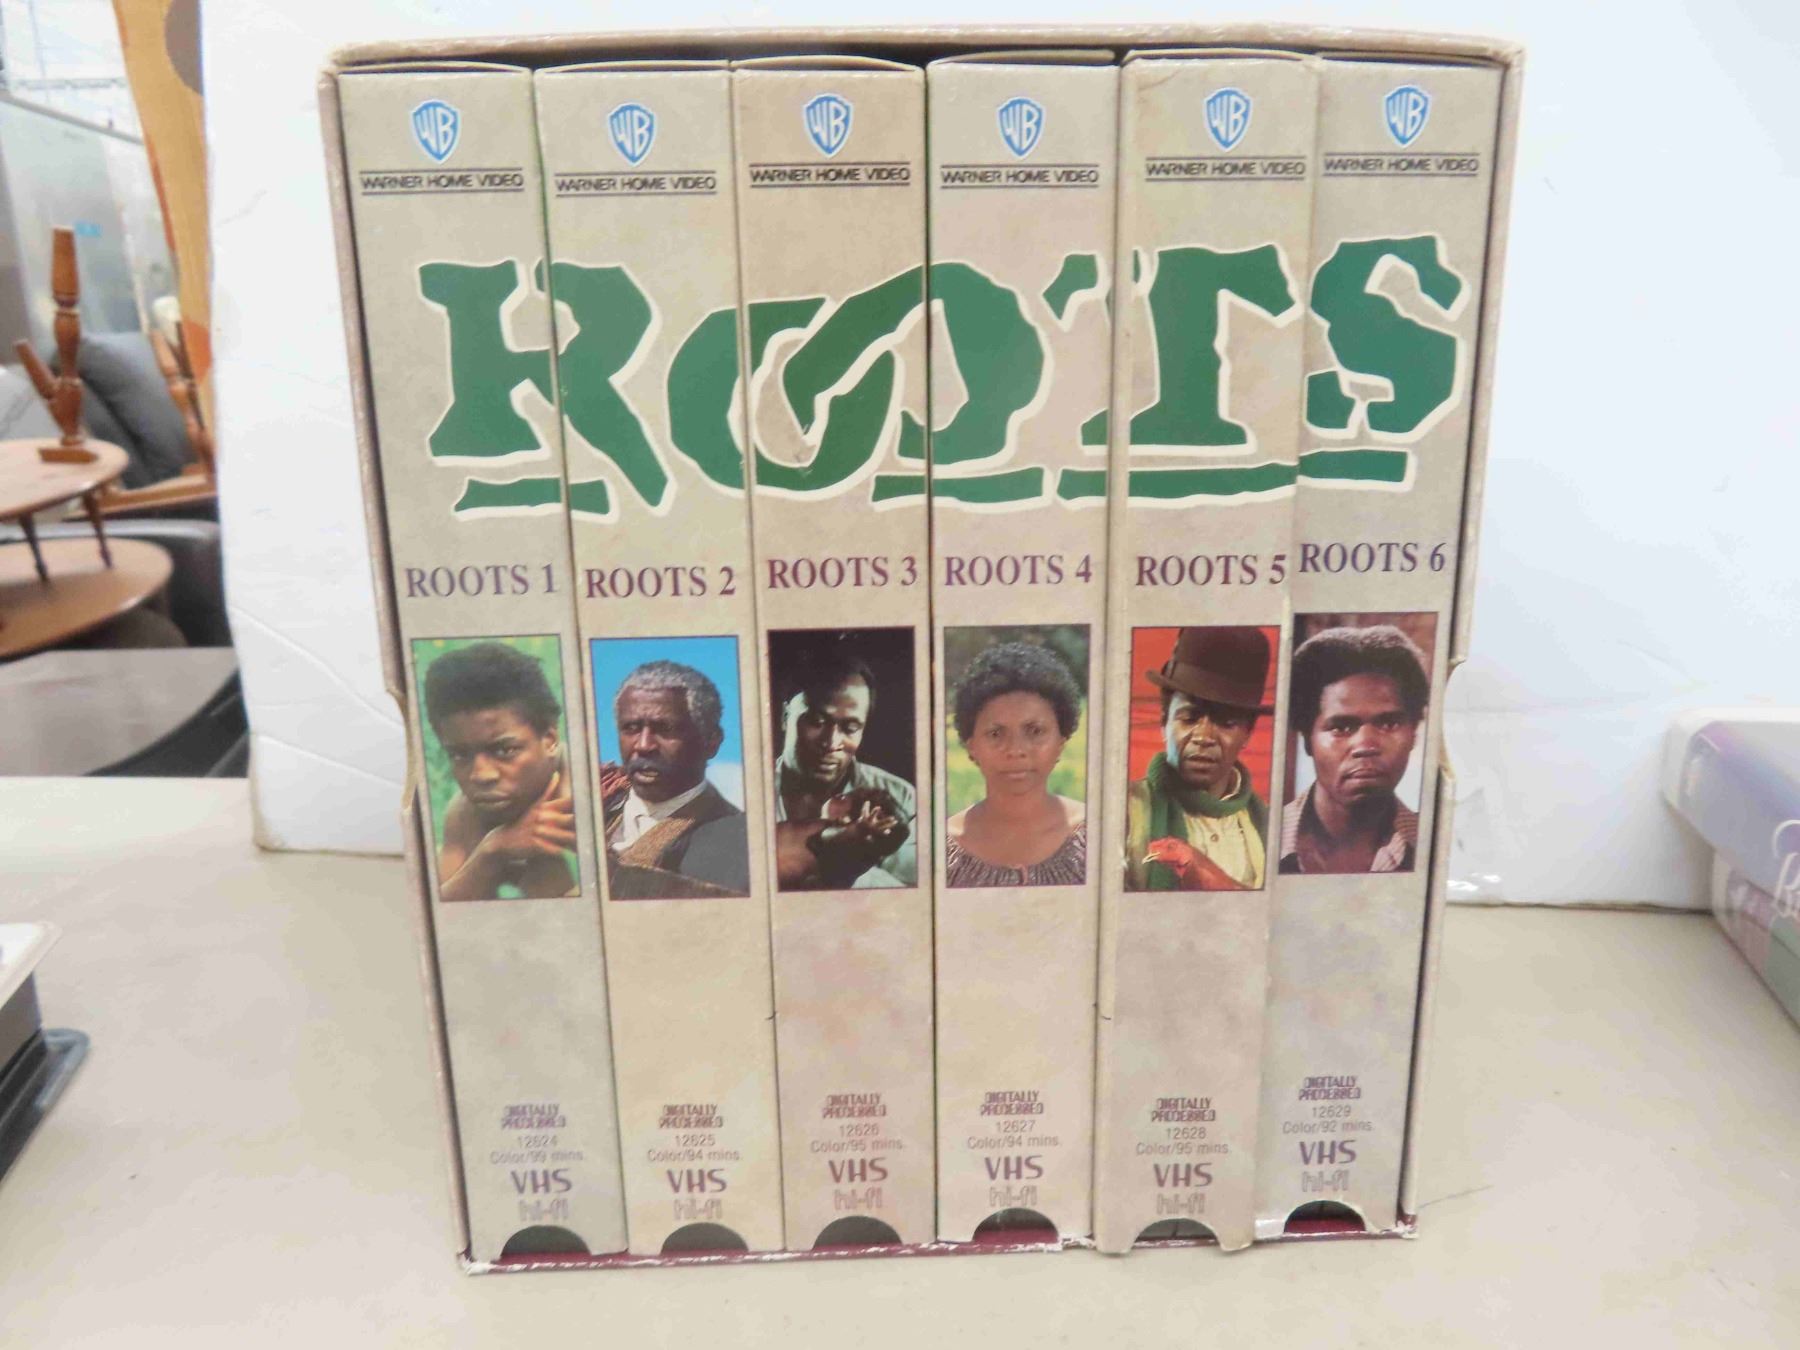 WB
WARNER HOME VIDEO
WB
WARNER HOME VIDEO
WB
WARNER HOME VIDEO
WB
WARNER HOME VIDEO
WB
WARNER HOME VIDEO
WB
WARNER HOME VIDEO
ROOTS
ROOTS 1
ROOTS 2
ROOTS 3
ROOTS 4
ROOTS 5
ROOTS 6
DIGITALLY
PROCESSED
12624
Color/99 mins.
VHS
hi-fi
DIGITALLY
PROCESSED
12625
Color/94 mins.
VHS
hi-fi
DIGITALLY
PROCESSED
12626
Color/95 mins.
VHS
hi-fi
DIGITALLY
PROCESSED
12627
Color/94 mins.
VHS
hi-fi
DIGITALLY
PROCESSED
12628
Color/95 mins.
VHS
hi-fi
DIGITALLY
PROCESSED
12629
Color/92 mins.
VHS
hi-fi